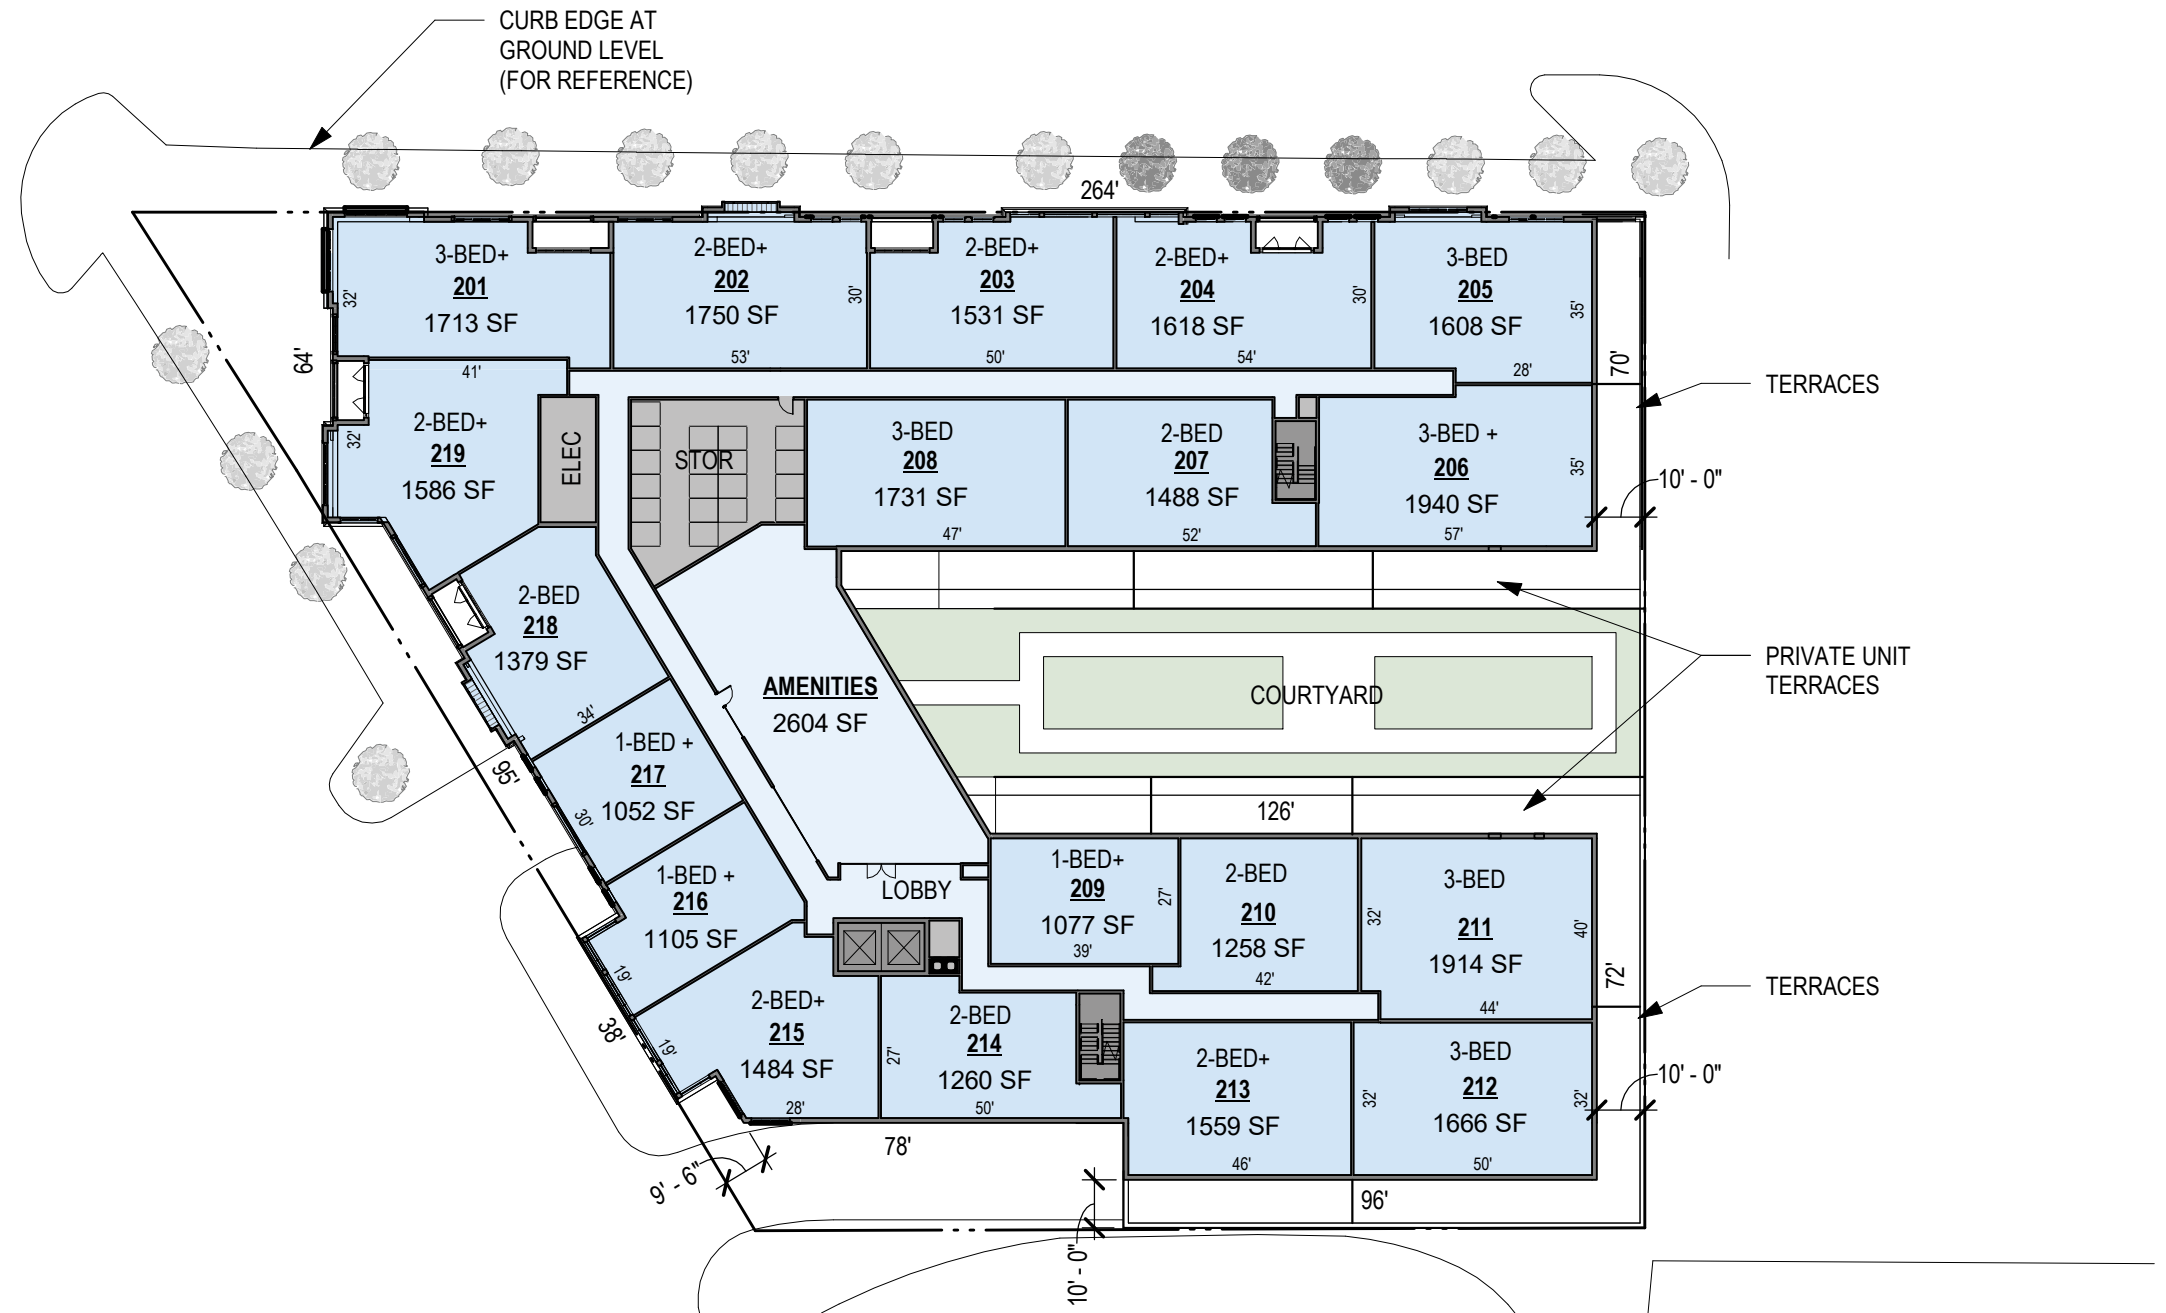 CURB EDGE AT
GROUND LEVEL
(FOR REFERENCE)
264'
3-BED+
201
1713 SF
32'
2-BED+
202
1750 SF
53'
30'
2-BED+
203
1531 SF
50'
2-BED+
204
1618 SF
54'
30'
3-BED
205
1608 SF
28'
35'
64'
70'
TERRACES
41'
2-BED+
219
1586 SF
32'
ELEC
STOR
3-BED
208
1731 SF
47'
2-BED
207
1488 SF
52'
3-BED +
206
1940 SF
57'
35'
10' - 0"
2-BED
218
1379 SF
34'
AMENITIES
2604 SF
COURTYARD
PRIVATE UNIT
TERRACES
95'
1-BED +
217
1052 SF
30'
126'
1-BED +
216
1105 SF
19'
LOBBY
1-BED+
209
1077 SF
39'
27'
2-BED
210
1258 SF
42'
3-BED
211
1914 SF
44'
32'
40'
72'
TERRACES
38'
2-BED+
215
1484 SF
19'
28'
2-BED
214
1260 SF
27'
50'
2-BED+
213
1559 SF
46'
3-BED
212
1666 SF
32'
32'
50'
10' - 0"
78'
9' - 6"
96'
10' - 0"